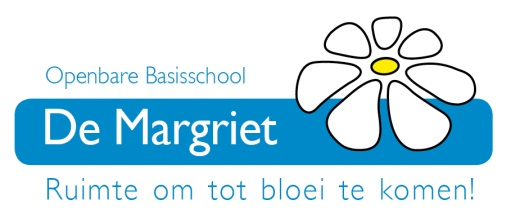 Openbare Basisschool
De Margriet
Ruimte om tot bloei te komen!